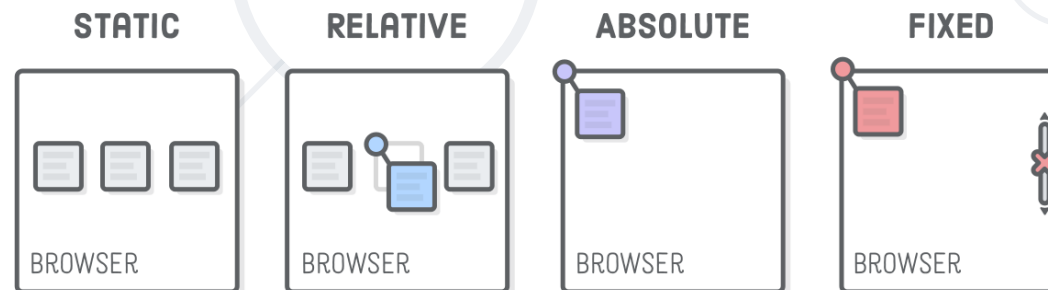 STATIC
RELATIVE
ABSOLUTE
FIXED
BROWSER
BROWSER
BROWSER
BROWSER